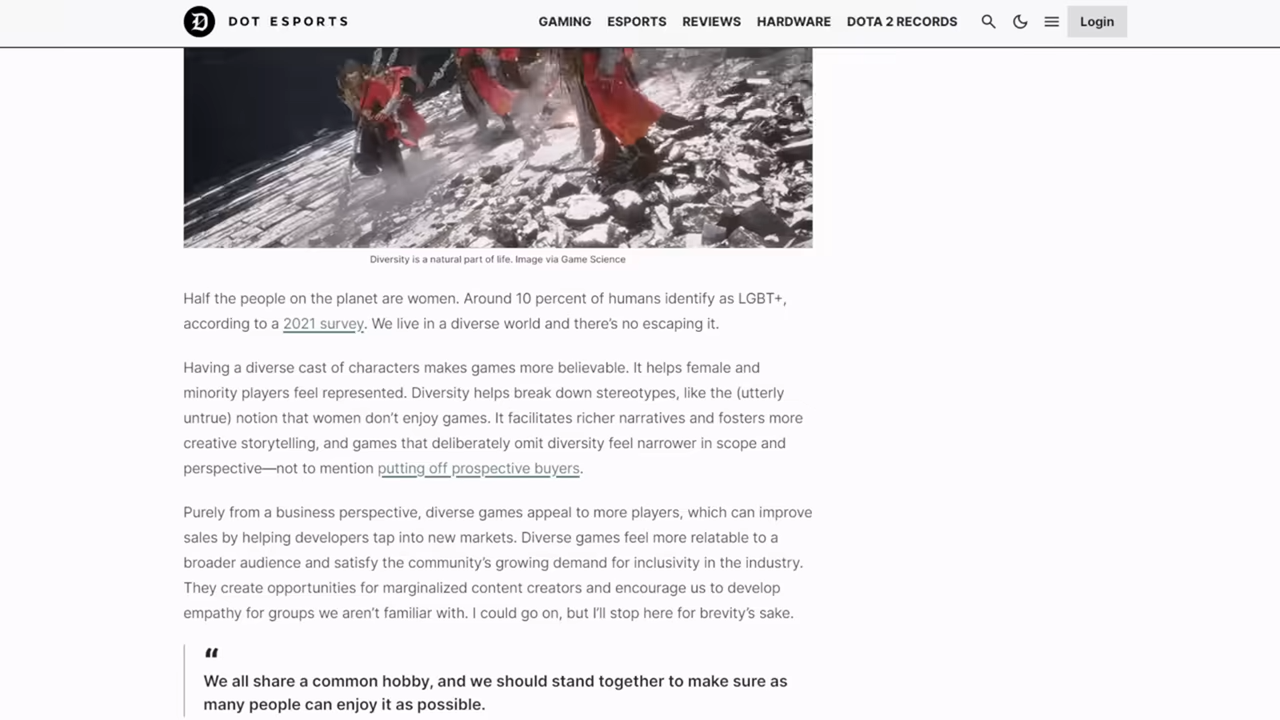 DOT ESPORTS
GAMING ESPORTS REVIEWS HARDWARE DOTA 2 RECORDS Login
Diversity is a natural part of life. Image via Game Science
Half the people on the planet are women. Around 10 percent of humans identify as LGBT+,
according to a 2021 survey. We live in a diverse world and there’s no escaping it.
Having a diverse cast of characters makes games more believable. It helps female and
minority players feel represented. Diversity helps break down stereotypes, like the (utterly
untrue) notion that women don’t enjoy games. It facilitates richer narratives and fosters more
creative storytelling, and games that deliberately omit diversity feel narrower in scope and
perspective—not to mention putting off prospective buyers.
Purely from a business perspective, diverse games appeal to more players, which can improve
sales by helping developers tap into new markets. Diverse games feel more relatable to a
broader audience and satisfy the community’s growing demand for inclusivity in the industry.
They create opportunities for marginalized content creators and encourage us to develop
empathy for groups we aren’t familiar with. I could go on, but I’ll stop here for brevity’s sake.
“
We all share a common hobby, and we should stand together to make sure as
many people can enjoy it as possible.